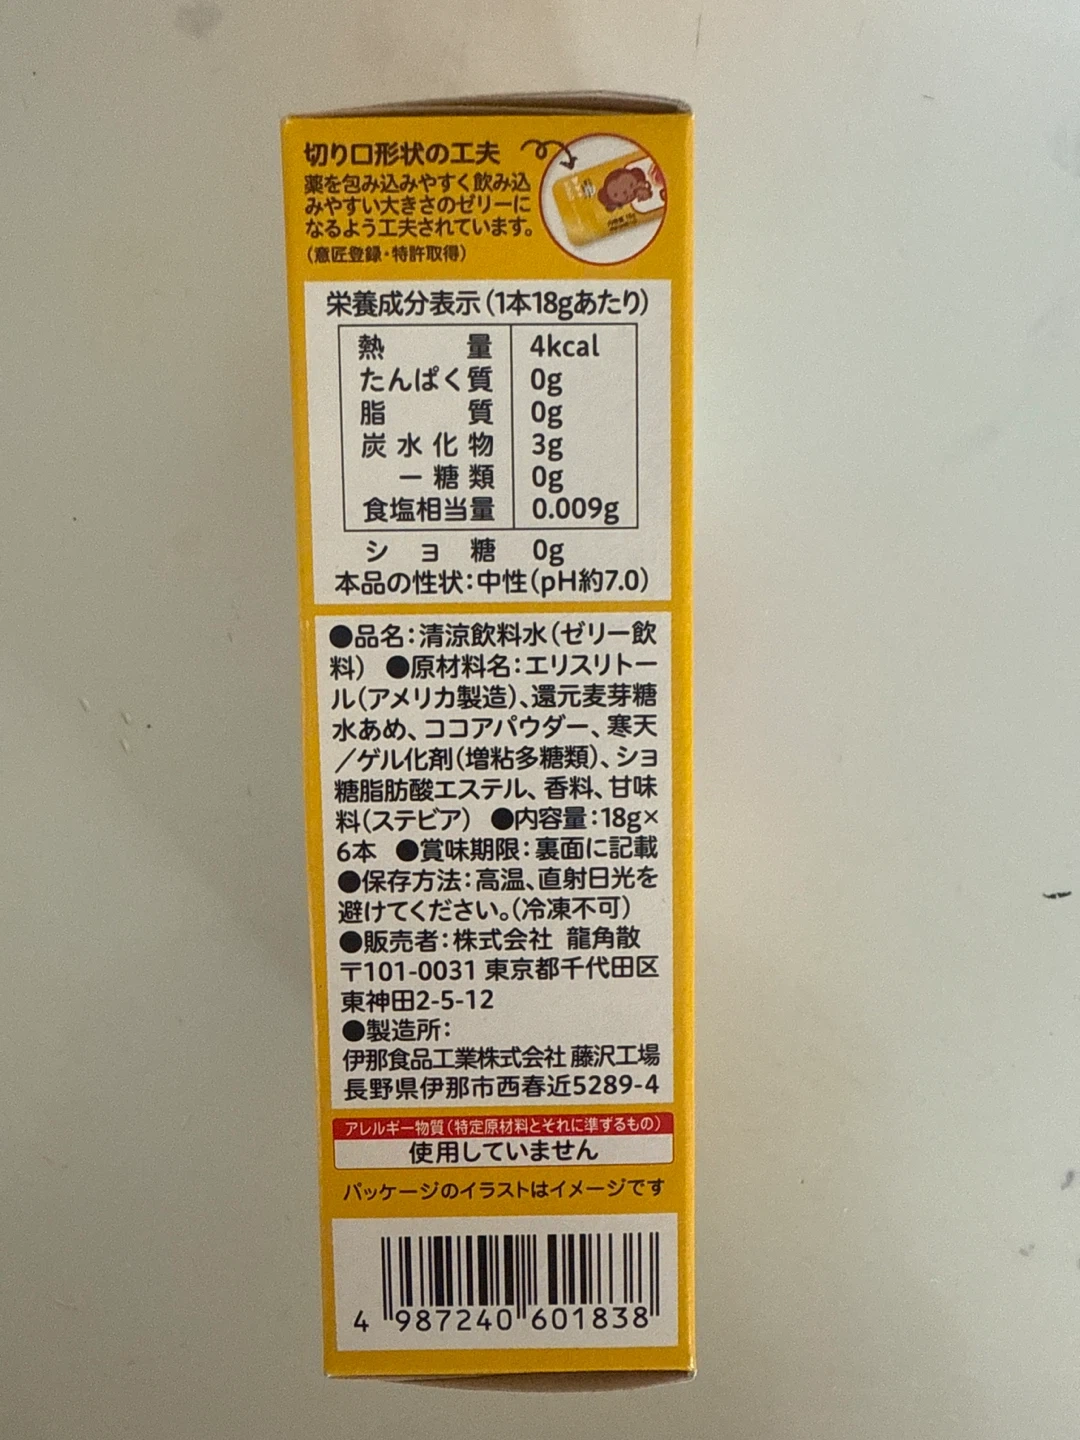 切り口形状の工夫
薬を包み込みやすく飲み込
みやすい大きさのゼリーに
なるよう工夫されています。
（意匠登録・特許取得）
栄養成分表示（1本18gあたり）
熱量 4kcal
たんぱく質 0g
脂質 0g
炭水化物 3g
ー糖類 0g
食塩相当量 0.009g
ショ糖 0g
本品の性状：中性（pH約7.0）
●品名：清涼飲料水（ゼリー飲
料） ●原材料名：エリスリトー
ル（アメリカ製造）、還元麦芽糖
水あめ、ココアパウダー、寒天
／ゲル化剤（増粘多糖類）、ショ
糖脂肪酸エステル、香料、甘味
料（ステビア） ●内容量：18g×
6本 ●賞味期限：裏面に記載
●保存方法：高温、直射日光を
避けてください。（冷凍不可）
●販売者：株式会社 龍角散
〒101-0031 東京都千代田区
東神田2-5-12
●製造所：
伊那食品工業株式会社 藤沢工場
長野県伊那市西春近5289-4
アレルギー物質（特定原材料とそれに準ずるもの）
使用していません
パッケージのイラストはイメージです
4 987240 601838